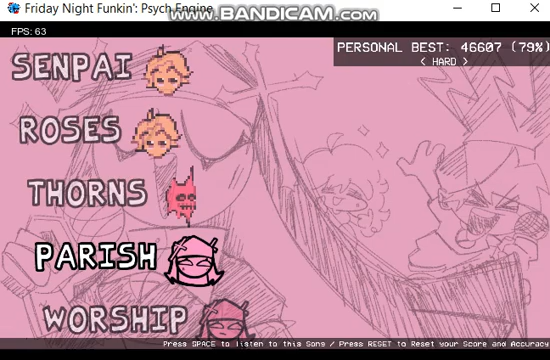 Friday Night Funkin': Psych Engine
www.BANDICAM.com
FPS: 63
PERSONAL BEST: 46607 (79%)
< HARD >
SENPAI
ROSES
THORNS
PARISH
WORSHIP
Press SPACE to listen to this Song / Press RESET to Reset your Score and Accuracy